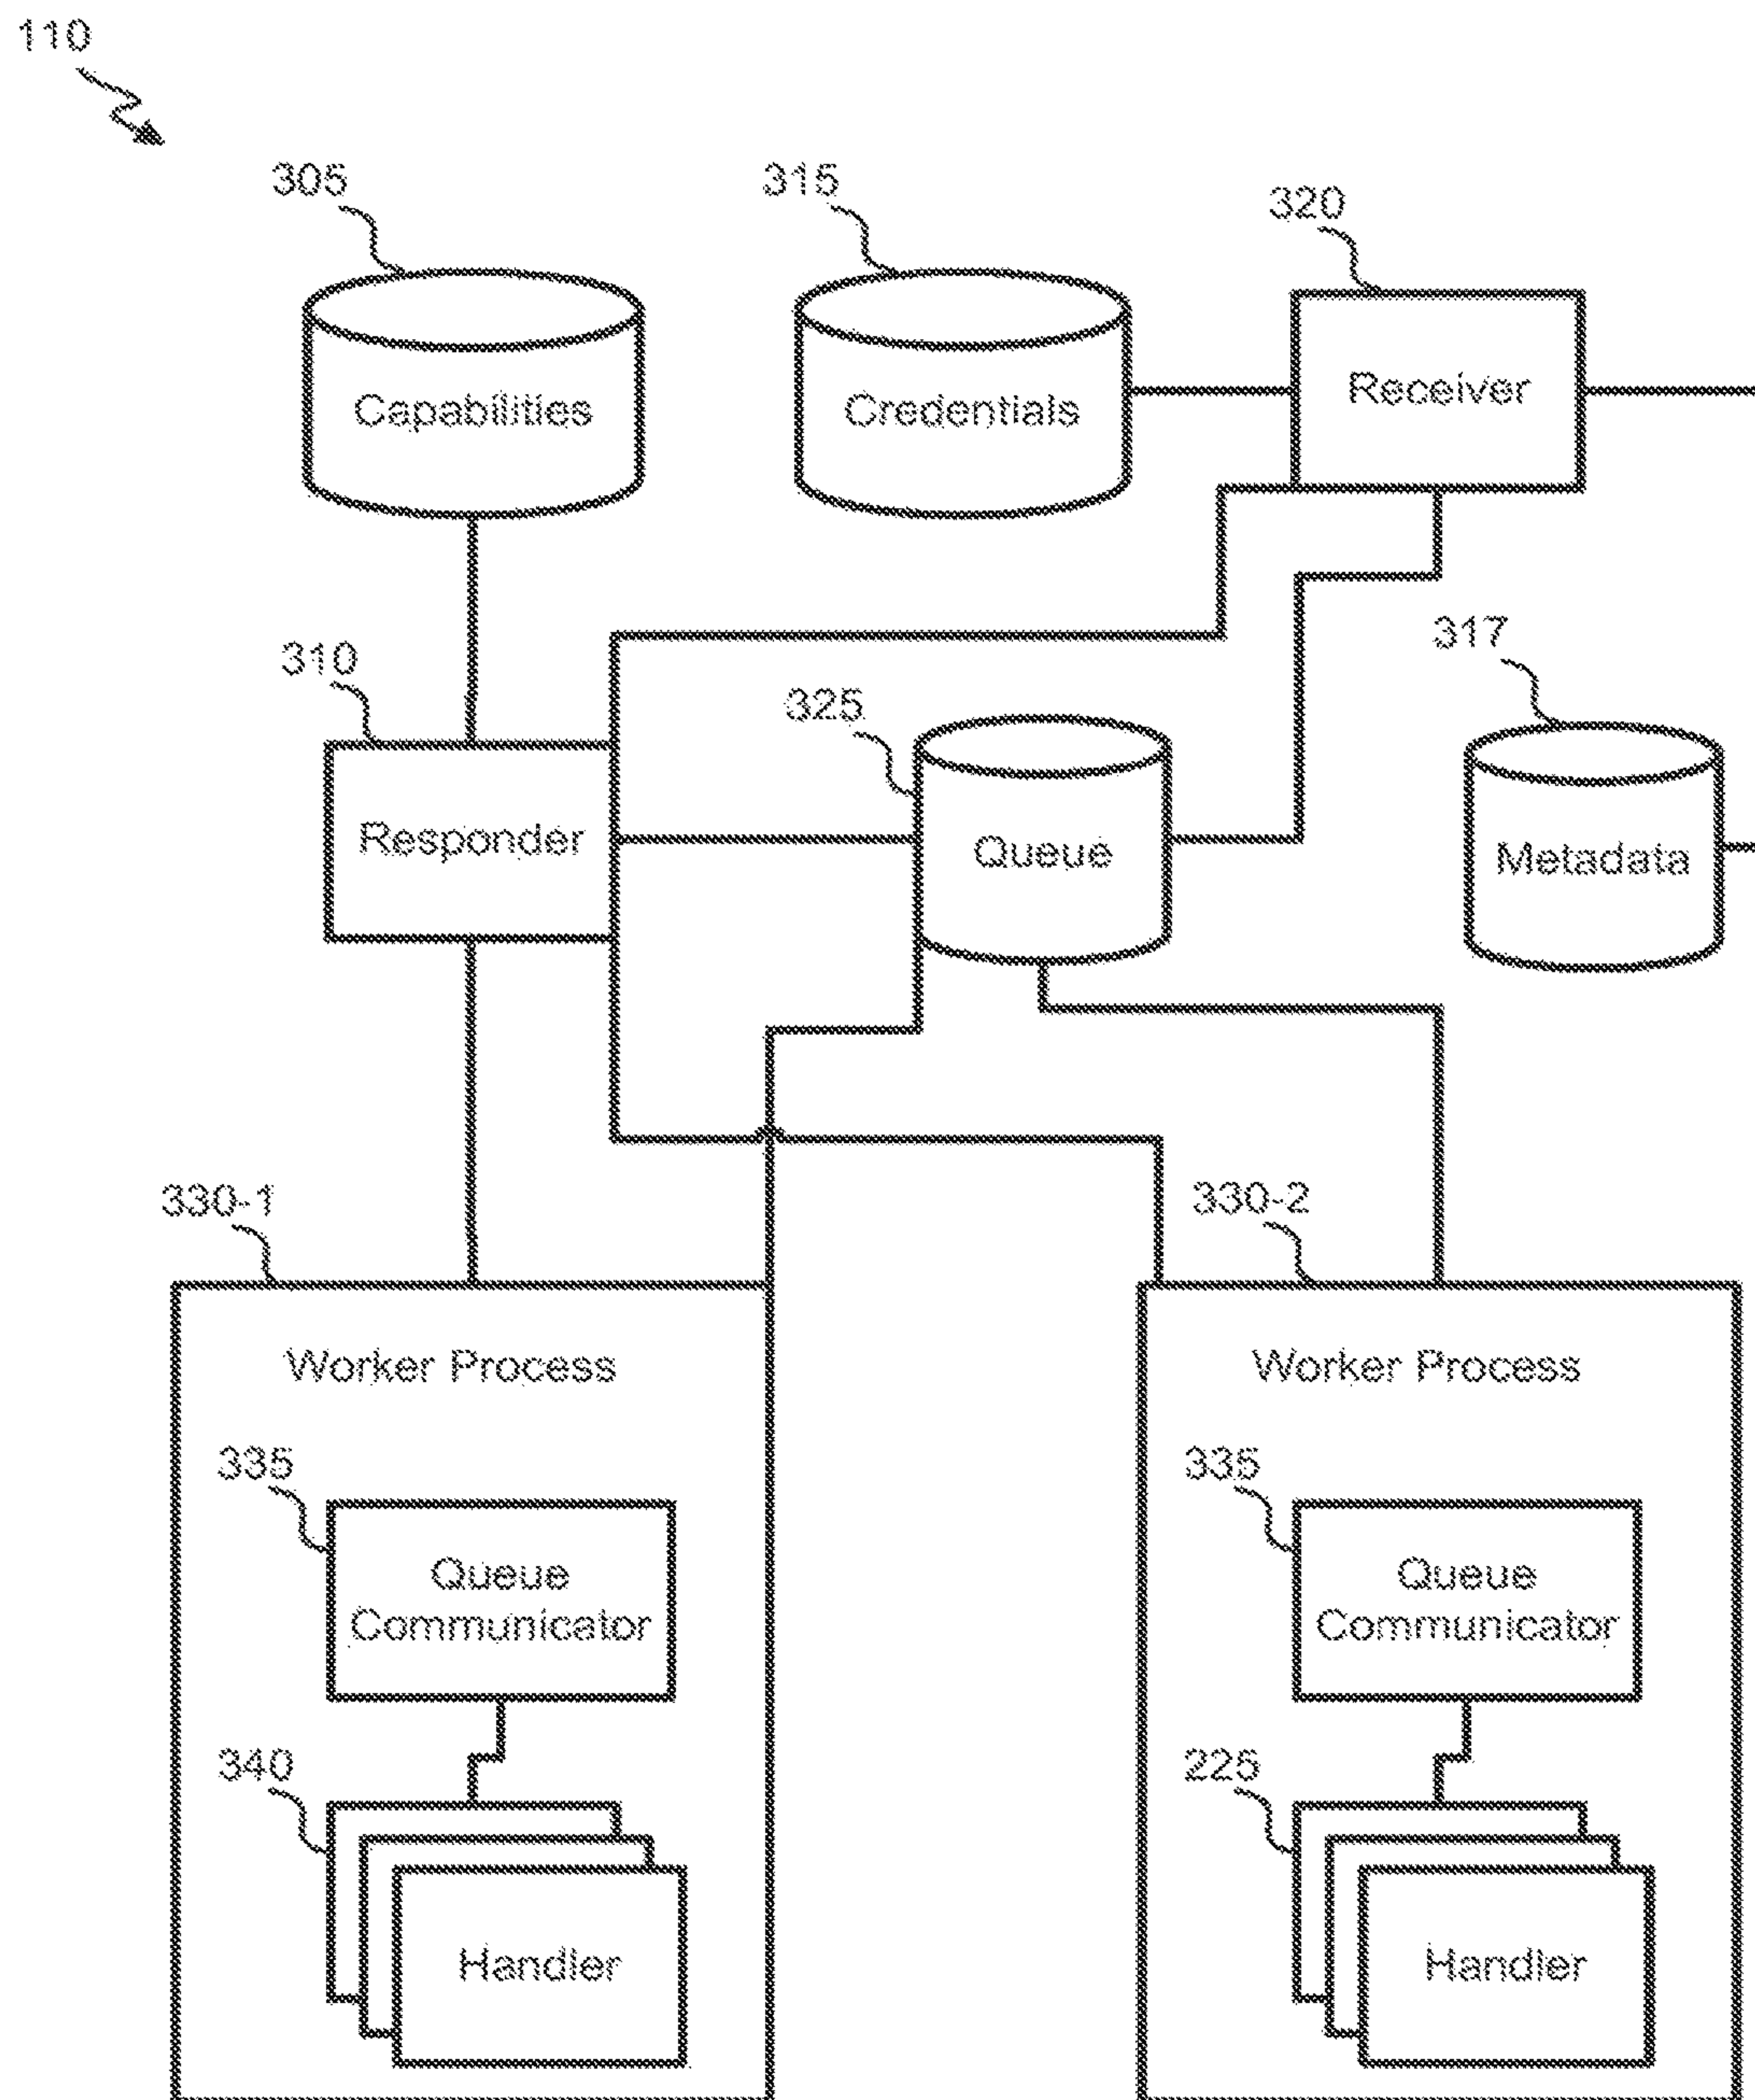 110
305
315
320
Capabilities
Credentials
Receiver
310
325
317
Responder
Queue
Metadata
330-1
330-2
Worker Process
Worker Process
335
335
Queue
Communicator
Queue
Communicator
340
225
Handler
Handler